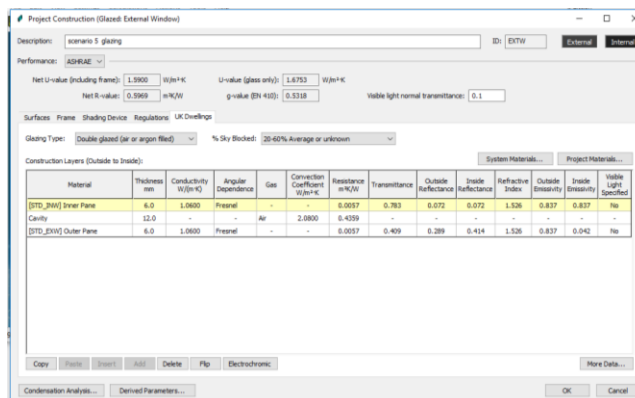 Project Construction (Glazed: External Window)
Description: scenario 5 glazing ID: EXTW External Internal
Performance: ASHRAE
Net U-value (including frame): 1.5900 W/m²·K U-value (glass only): 1.6753 W/m²·K
Net R-value: 0.5969 m²K/W g-value (EN 410): 0.5318 Visible light normal transmittance: 0.1
Surfaces Frame Shading Device Regulations UK Dwellings
Glazing Type: Double glazed (air or argon filled) % Sky Blocked: 20-60% Average or unknown
Construction Layers (Outside to Inside): System Materials... Project Materials...
Material Thickness mm Conductivity W/(m·K) Angular Dependence Gas Convection Coefficient W/m²·K Resistance m²K/W Transmittance Outside Reflectance Inside Reflectance Refractive Index Outside Emissivity Inside Emissivity Visible Light Specified
[STD_INW] Inner Pane 6.0 1.0600 Fresnel - - 0.0057 0.783 0.072 0.072 1.526 0.837 0.837 No
Cavity 12.0 - - Air 2.0800 0.4359 - - - - - - -
[STD_EXW] Outer Pane 6.0 1.0600 Fresnel - - 0.0057 0.409 0.289 0.414 1.526 0.837 0.042 No
Copy Paste Insert Add Delete Flip Electrochromic More Data...
Condensation Analysis... Derived Parameters... OK Cancel